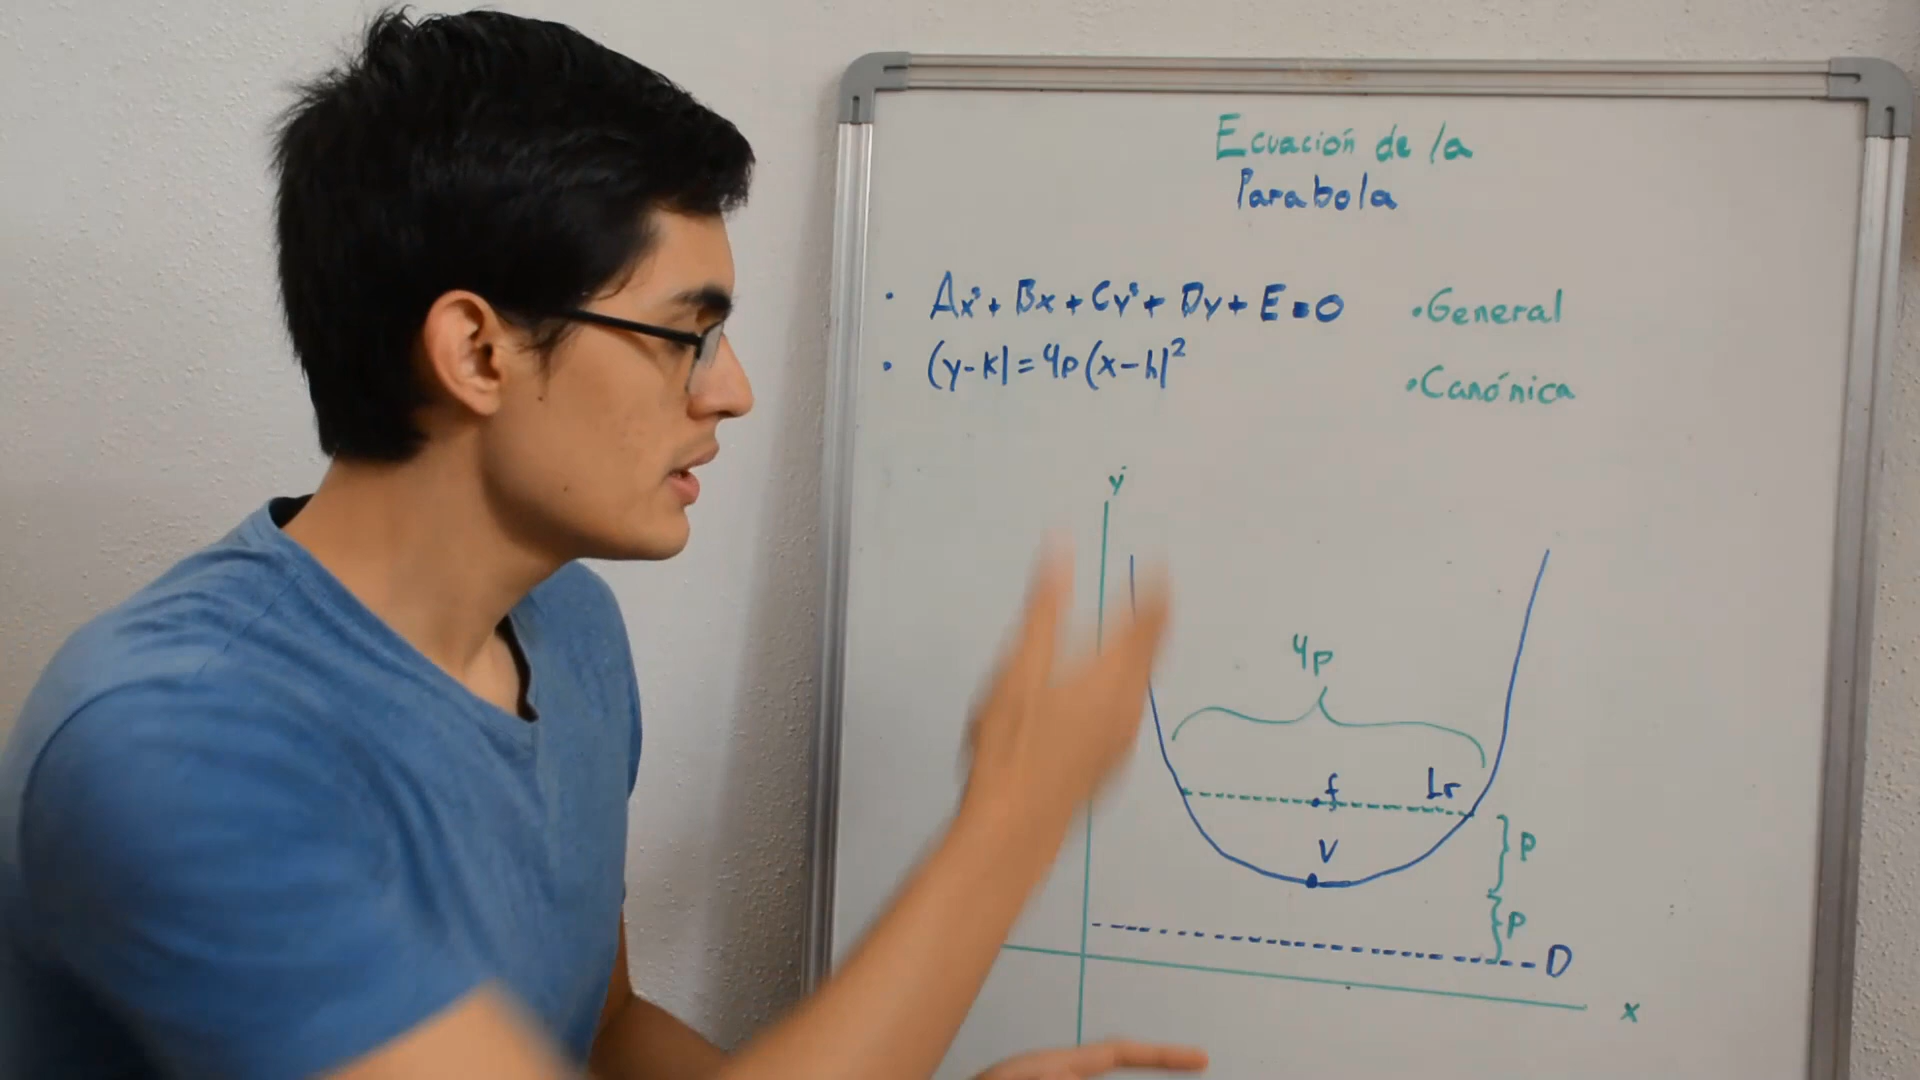 Ecuación de la
Parabola
• Ax² + Bx + Cy² + Dy + E = 0 •General
• (y-k) = 4p(x-h)² •Canónica
y
4p
f Lr
V
p
p
D
x